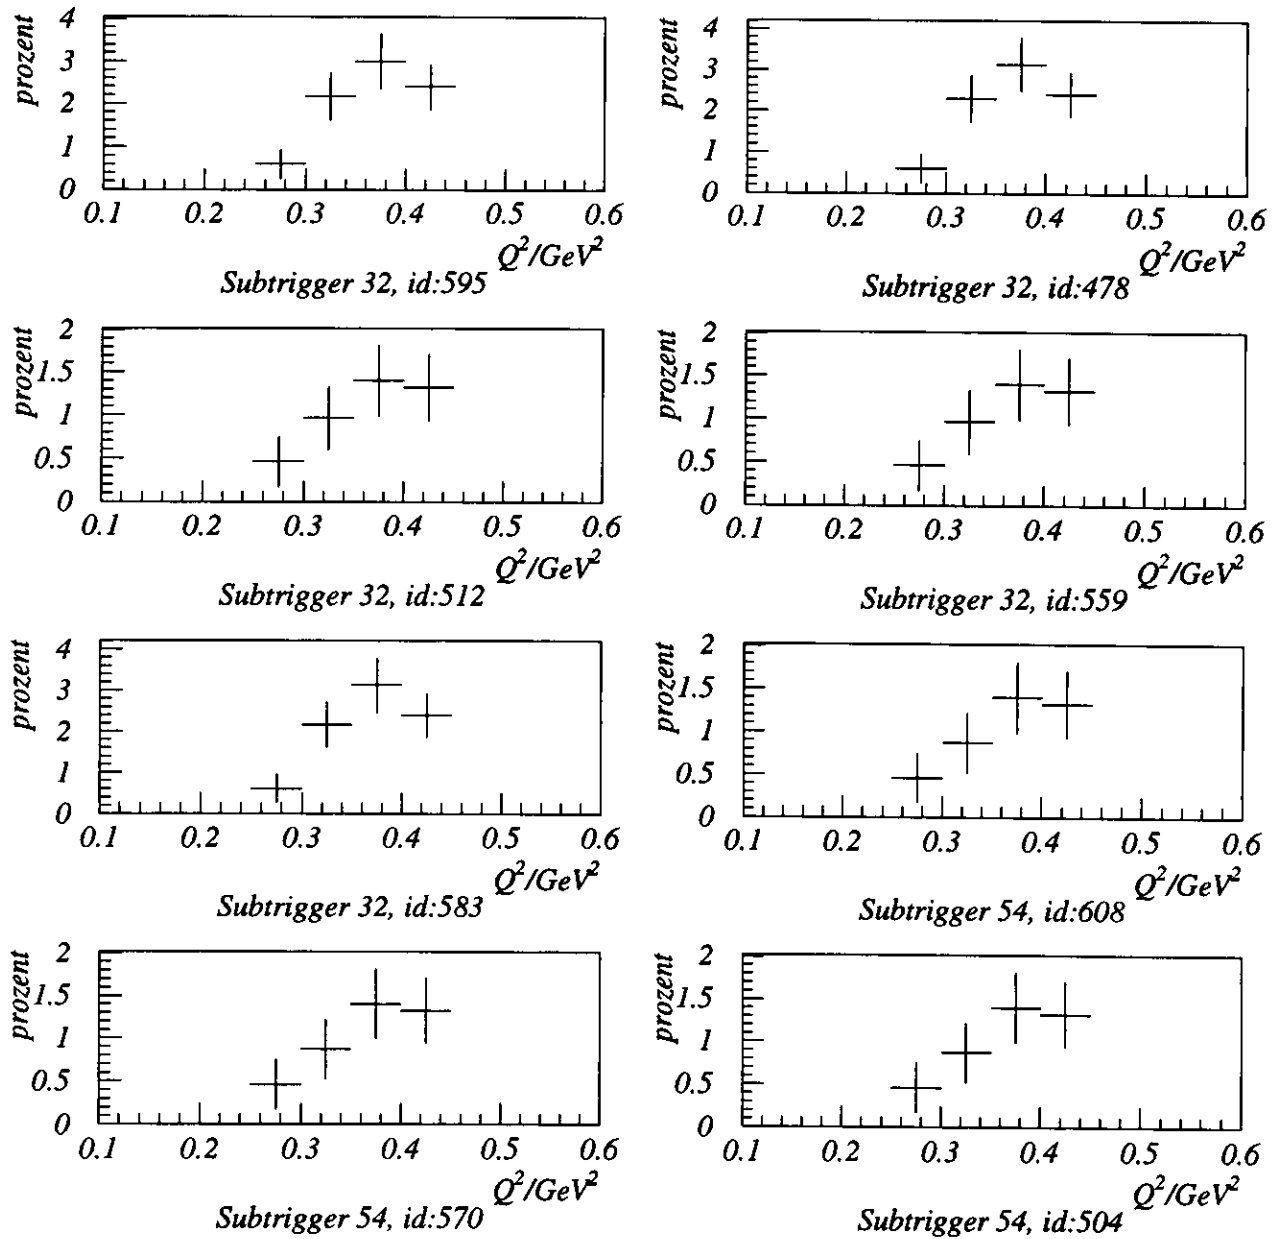 prozent
4
3
2
1
0
0.1 0.2 0.3 0.4 0.5 0.6
Q²/GeV²
Subtrigger 32, id:595
prozent
4
3
2
1
0
0.1 0.2 0.3 0.4 0.5 0.6
Q²/GeV²
Subtrigger 32, id:478
prozent
2
1.5
1
0.5
0
0.1 0.2 0.3 0.4 0.5 0.6
Q²/GeV²
Subtrigger 32, id:512
prozent
2
1.5
1
0.5
0
0.1 0.2 0.3 0.4 0.5 0.6
Q²/GeV²
Subtrigger 32, id:559
prozent
4
3
2
1
0
0.1 0.2 0.3 0.4 0.5 0.6
Q²/GeV²
Subtrigger 32, id:583
prozent
2
1.5
1
0.5
0
0.1 0.2 0.3 0.4 0.5 0.6
Q²/GeV²
Subtrigger 54, id:608
prozent
2
1.5
1
0.5
0
0.1 0.2 0.3 0.4 0.5 0.6
Q²/GeV²
Subtrigger 54, id:570
prozent
2
1.5
1
0.5
0
0.1 0.2 0.3 0.4 0.5 0.6
Q²/GeV²
Subtrigger 54, id:504